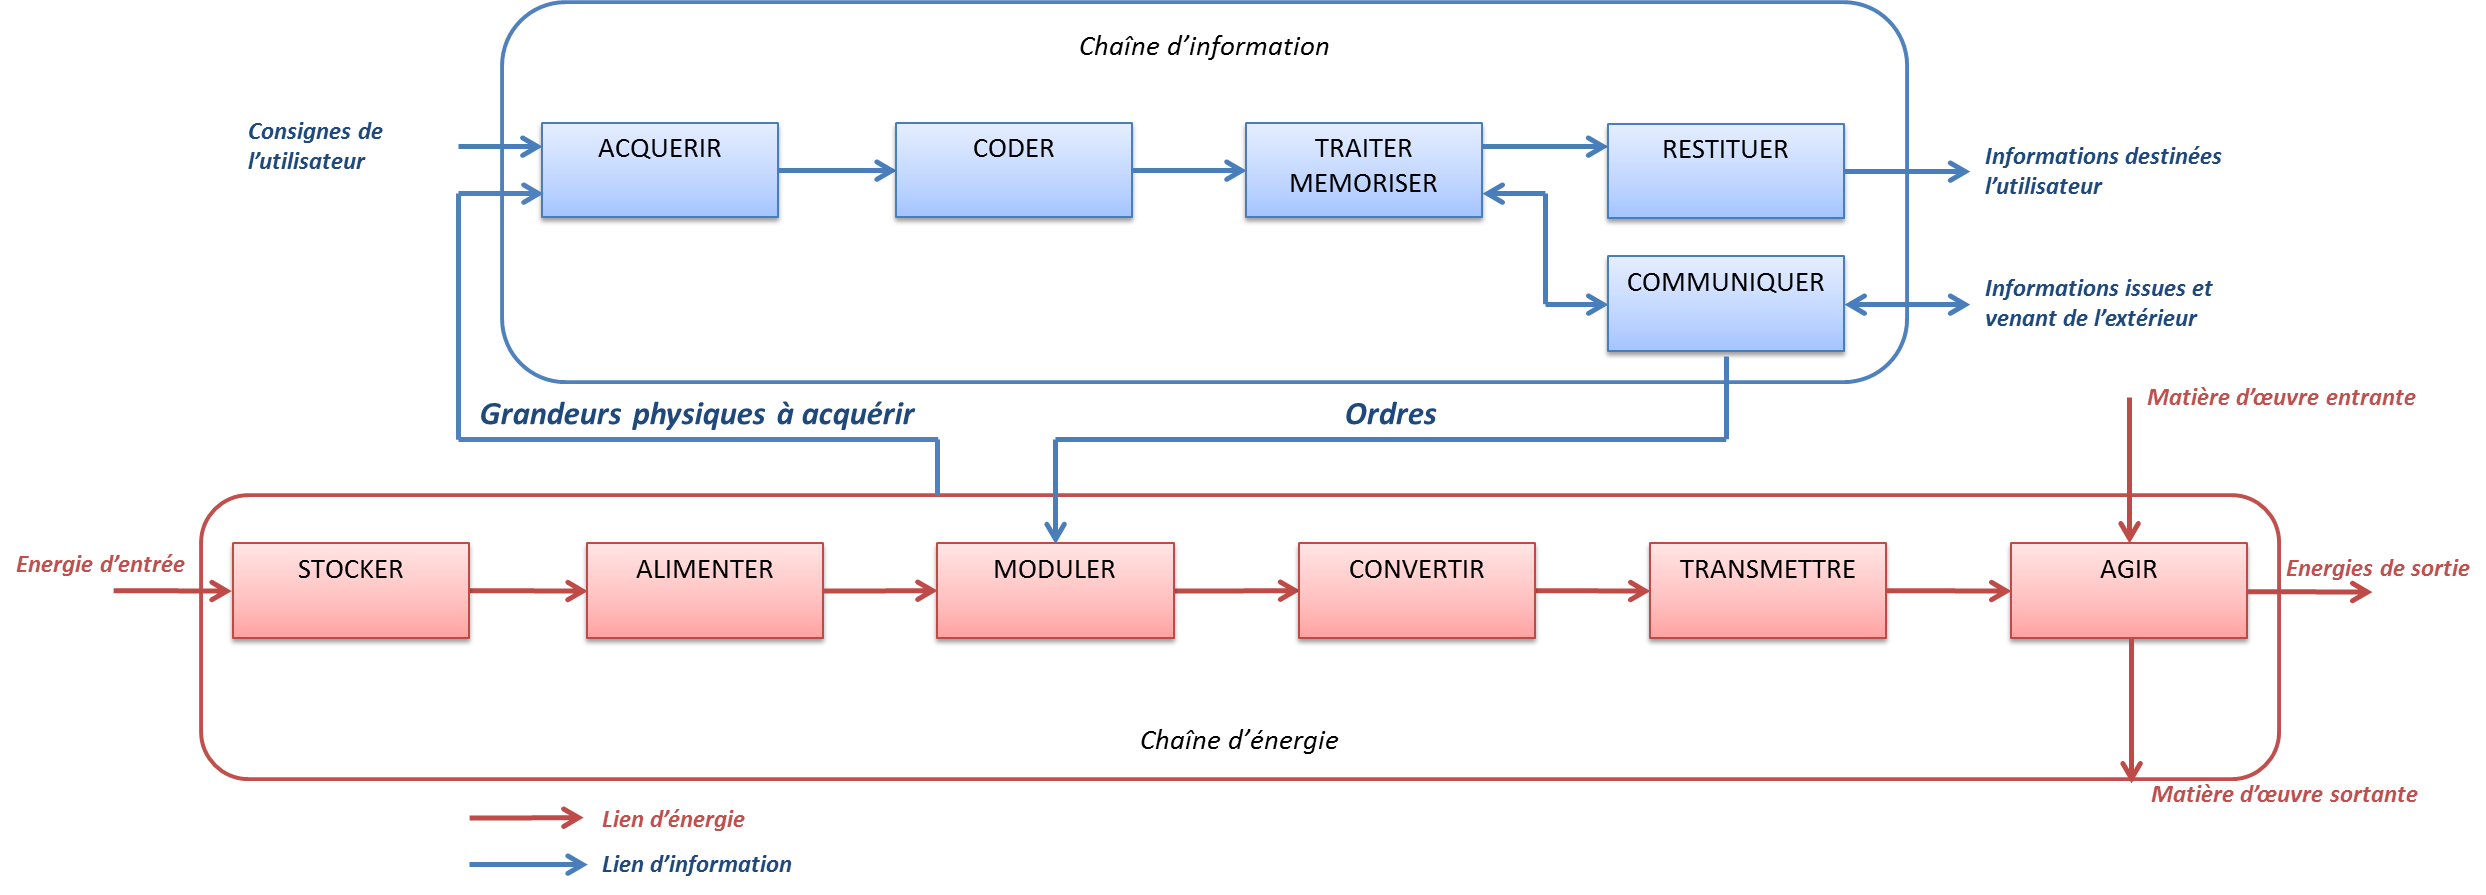 Chaîne d’information
Consignes de
l’utilisateur
ACQUERIR
CODER
TRAITER
MEMORISER
RESTITUER
Informations destinées
l’utilisateur
COMMUNIQUER
Informations issues et
venant de l’extérieur
Grandeurs physiques à acquérir
Ordres
Matière d’œuvre entrante
Energie d’entrée
STOCKER
ALIMENTER
MODULER
CONVERTIR
TRANSMETTRE
AGIR
Energies de sortie
Chaîne d’énergie
Matière d’œuvre sortante
Lien d’énergie
Lien d’information